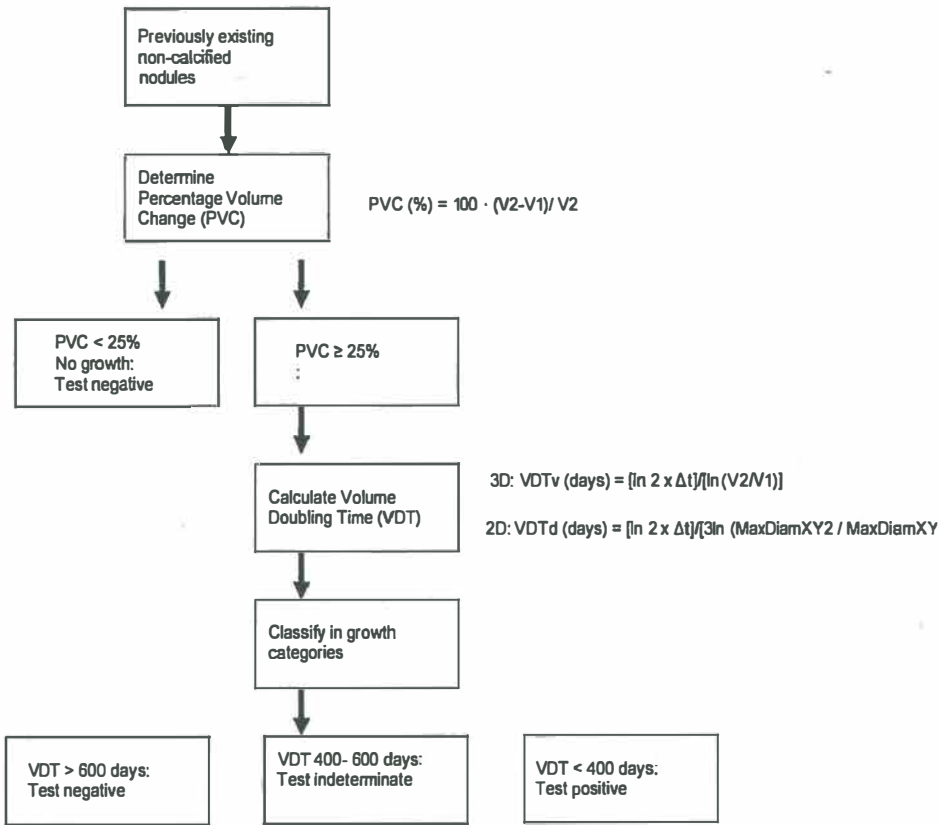 Previously existing
non-calcified
nodules
Determine
Percentage Volume
Change (PVC)
PVC (%) = 100 · (V2-V1)/ V2
PVC < 25%
No growth:
Test negative
PVC ≥ 25%
:
Calculate Volume
Doubling Time (VDT)
3D: VDTv (days) = [ln 2 x Δt]/[ln (V2/V1)]
2D: VDTd (days) = [ln 2 x Δt]/[3ln (MaxDiamXY2 / MaxDiamXY
Classify in growth
categories
VDT > 600 days:
Test negative
VDT 400- 600 days:
Test indeterminate
VDT < 400 days:
Test positive